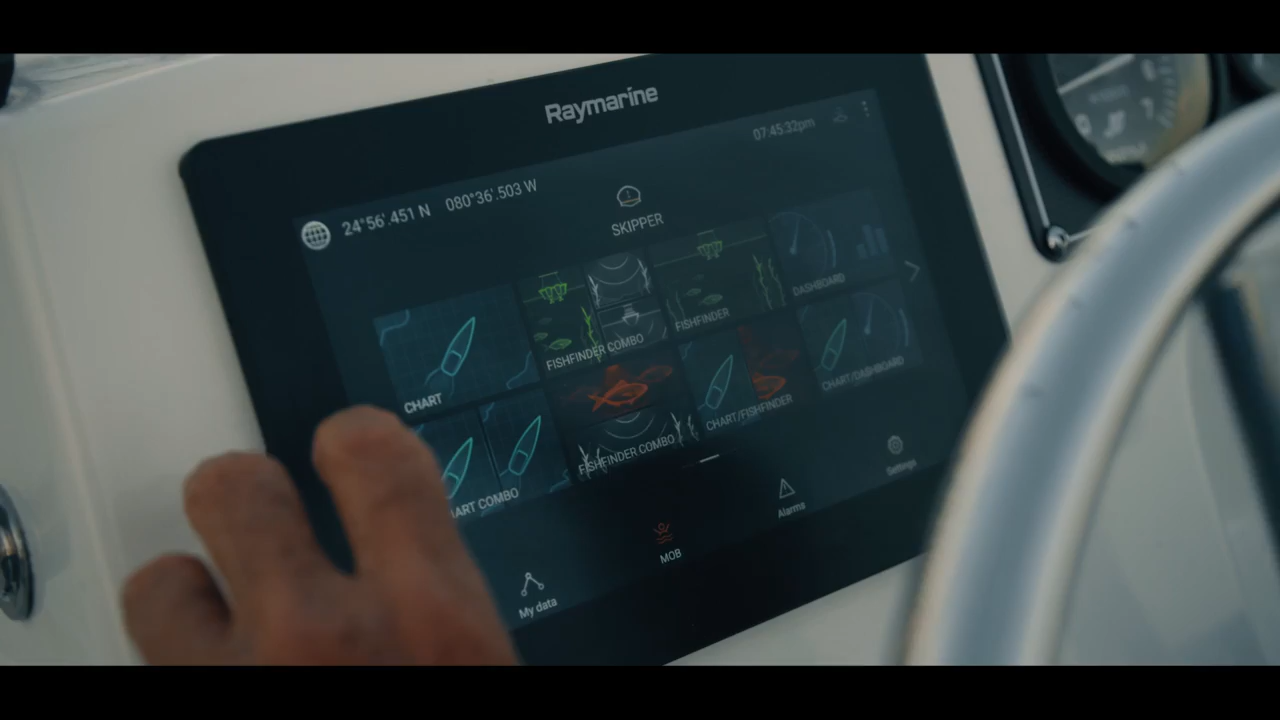 Raymarine
07:45:32pm
24°56'.451 N 080°36'.503 W
SKIPPER
CHART
FISHFINDER COMBO
FISHFINDER
DASHBOARD
ART COMBO
FISHFINDER COMBO
CHART/FISHFINDER
CHART/DASHBOARD
My data
MOB
Alarms
Settings